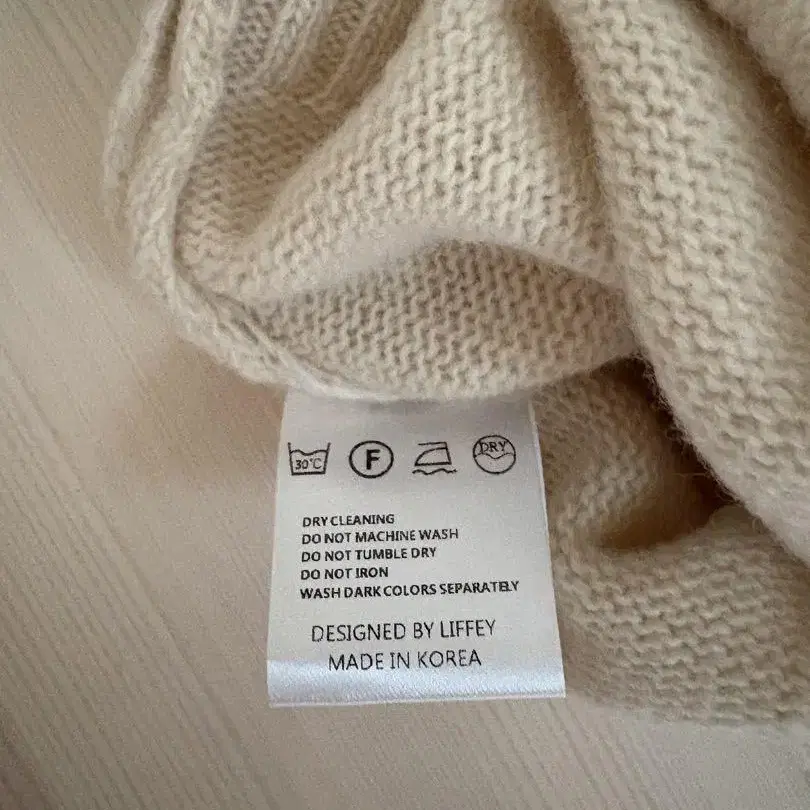 30℃ F DRY
DRY CLEANING
DO NOT MACHINE WASH
DO NOT TUMBLE DRY
DO NOT IRON
WASH DARK COLORS SEPARATELY
DESIGNED BY LIFFEY
MADE IN KOREA